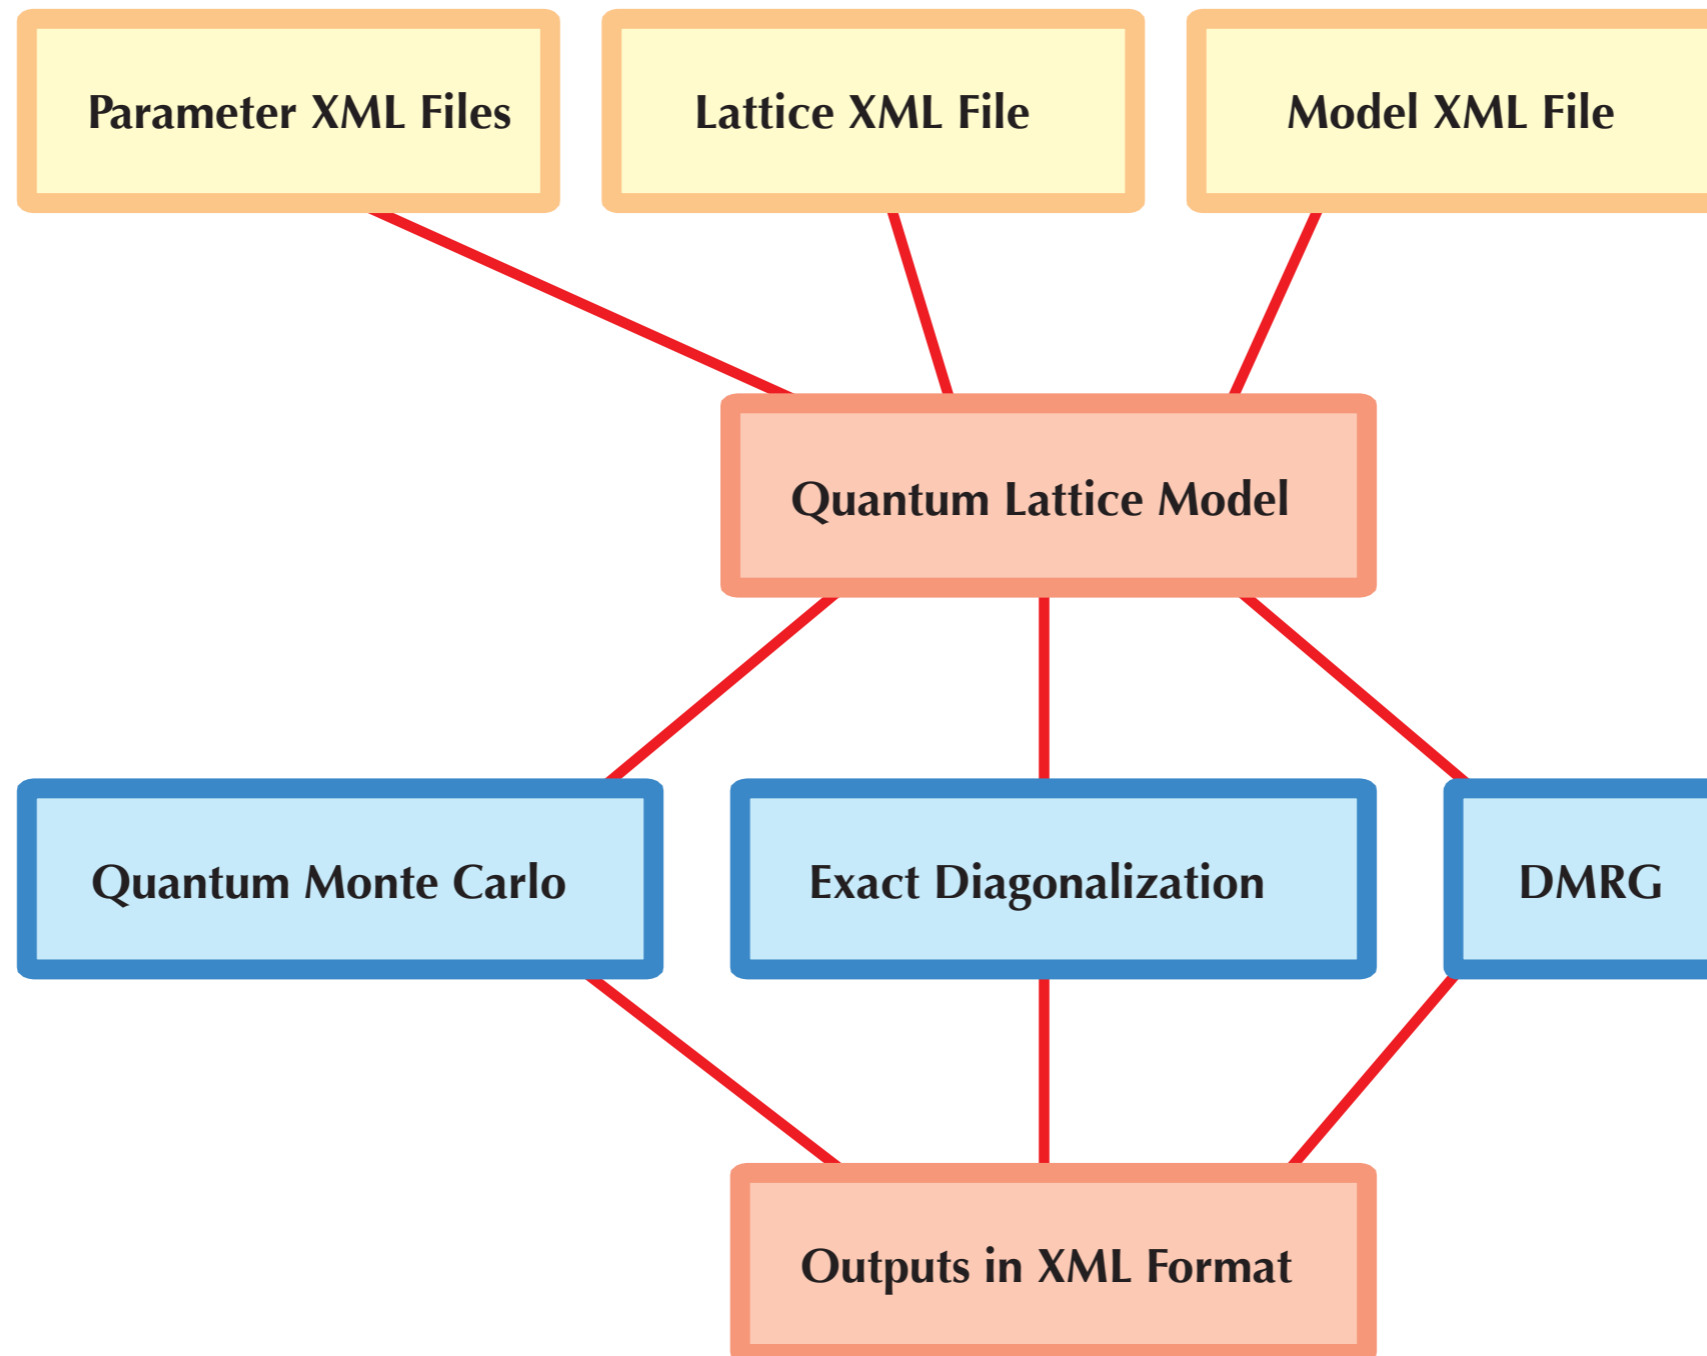 Parameter XML Files
Lattice XML File
Model XML File
Quantum Lattice Model
Quantum Monte Carlo
Exact Diagonalization
DMRG
Outputs in XML Format